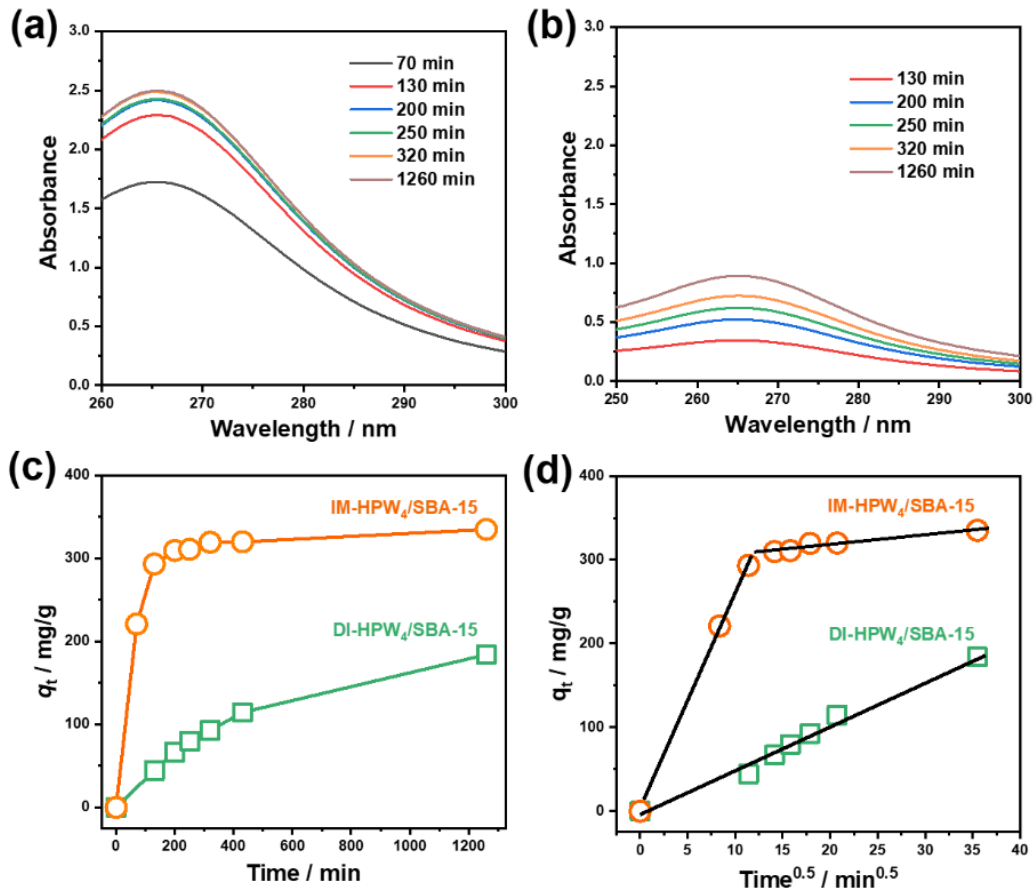 (a)
3.0
2.5
2.0
1.5
1.0
0.5
0.0
Absorbance
260 270 280 290 300
Wavelength / nm
70 min
130 min
200 min
250 min
320 min
1260 min
(b)
3.0
2.5
2.0
1.5
1.0
0.5
0.0
Absorbance
250 260 270 280 290 300
Wavelength / nm
130 min
200 min
250 min
320 min
1260 min
(c)
400
300
200
100
0
qt / mg/g
0 200 400 600 800 1000 1200
Time / min
IM-HPW4/SBA-15
DI-HPW4/SBA-15
(d)
400
300
200
100
0
qt / mg/g
0 5 10 15 20 25 30 35 40
Time^0.5 / min^0.5
IM-HPW4/SBA-15
DI-HPW4/SBA-15